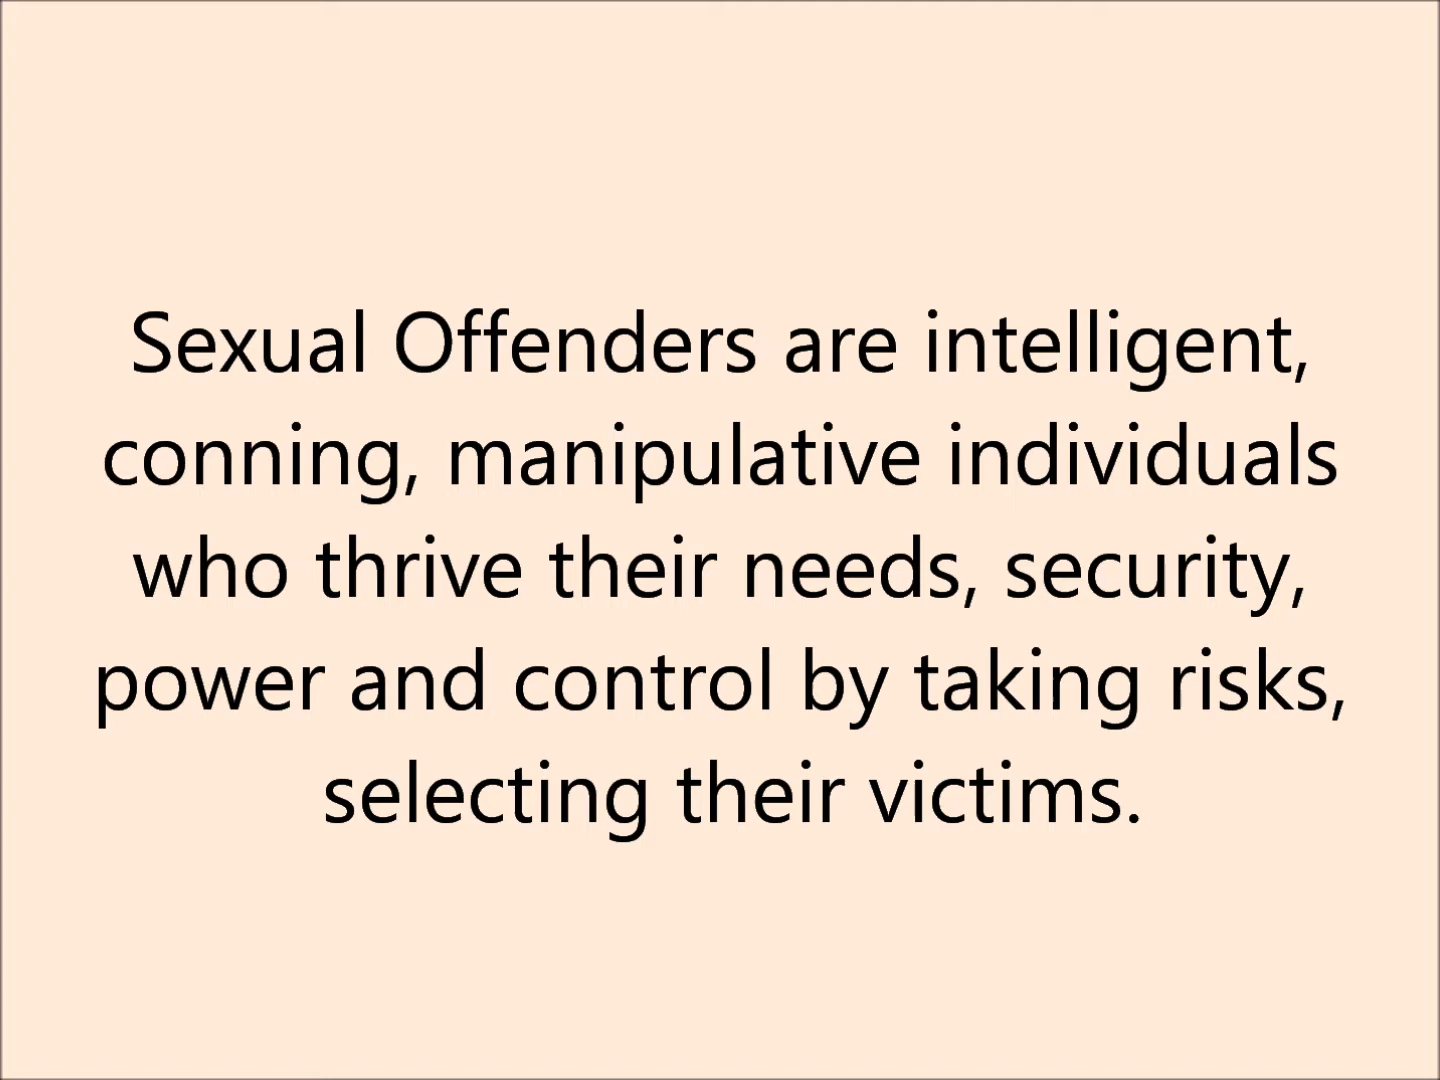 Sexual Offenders are intelligent,
conning, manipulative individuals
who thrive their needs, security,
power and control by taking risks,
selecting their victims.